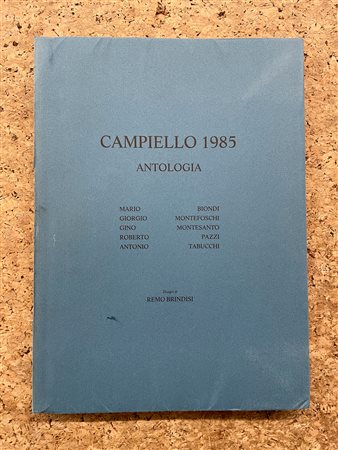 CAMPIELLO 1985
ANTOLOGIA
MARIO BIONDI
GIORGIO MONTEFOSCHI
GINO MONTESANTO
ROBERTO PAZZI
ANTONIO TABUCCHI
Disegni di
REMO BRINDISI